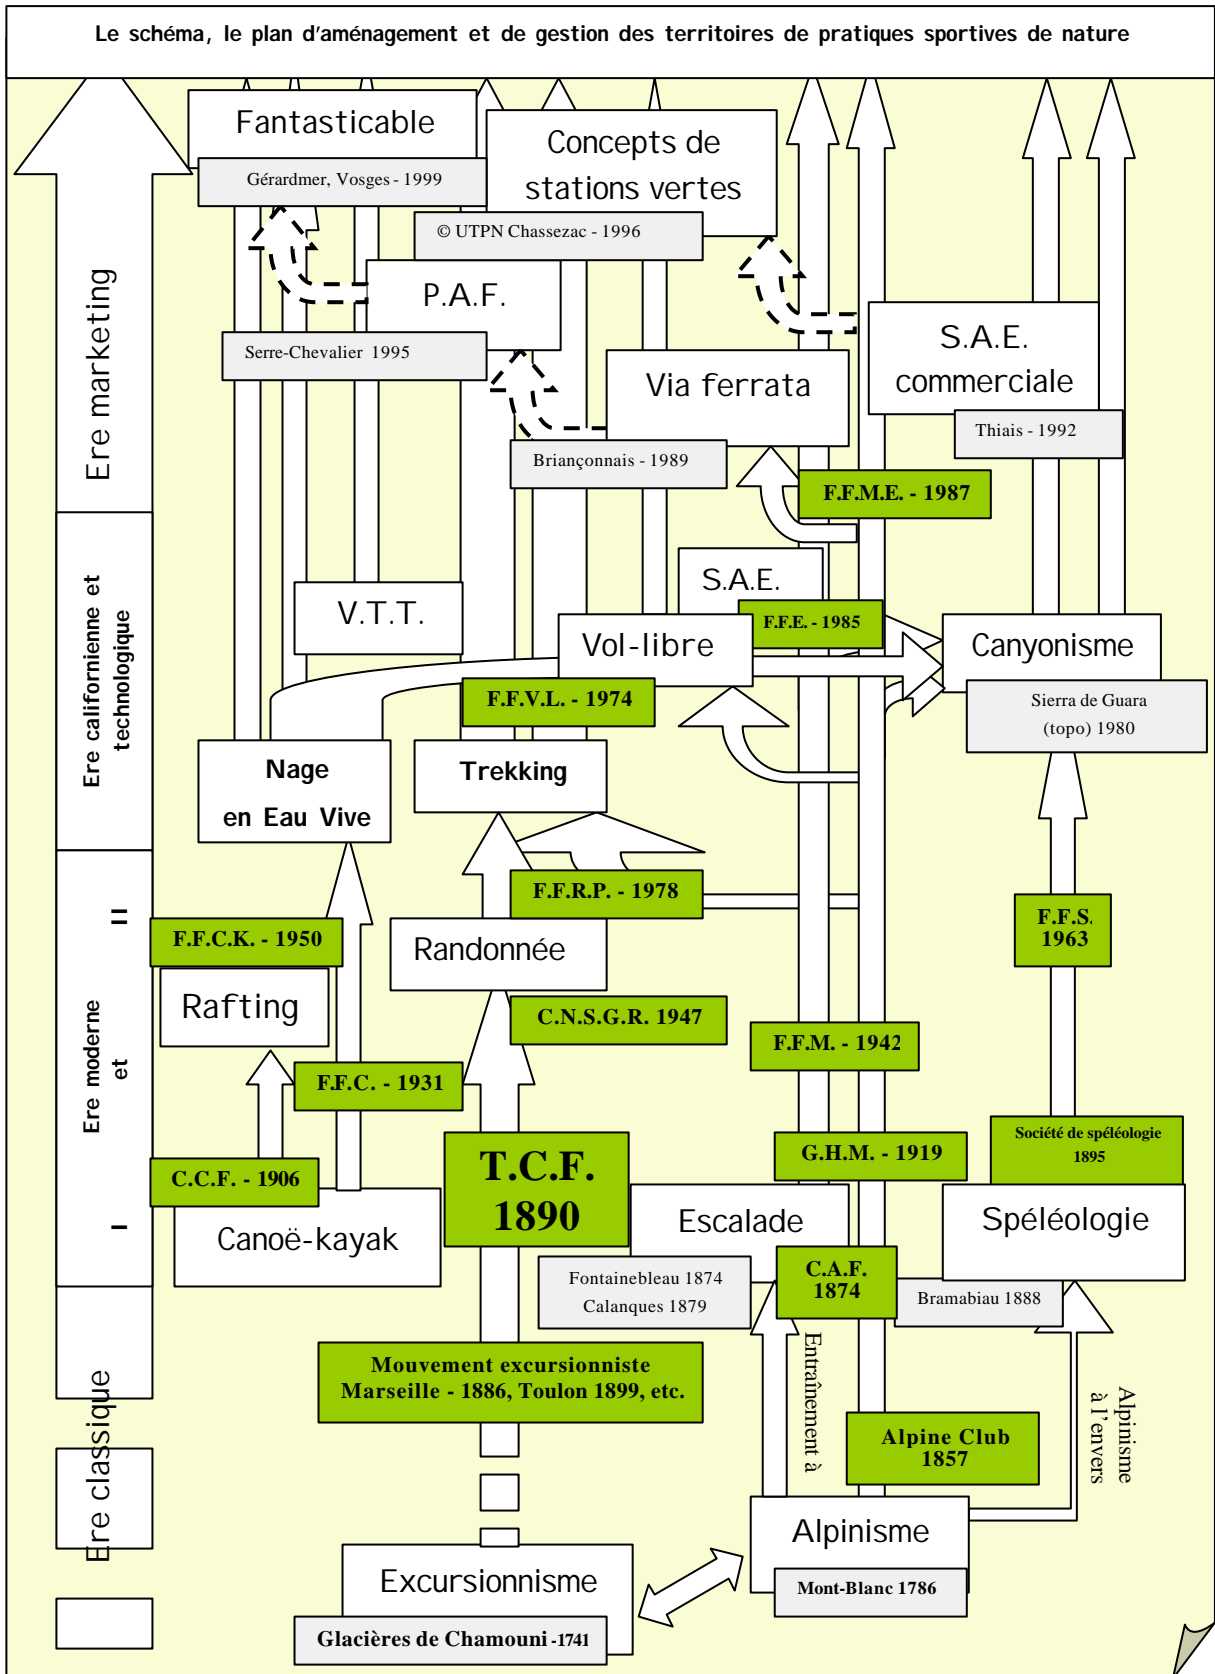 Le schéma, le plan d'aménagement et de gestion des territoires de pratiques sportives de nature
Fantasticable
Gérardmer, Vosges - 1999
Concepts de
stations vertes
© UTPN Chassezac - 1996
P.A.F.
Serre-Chevalier 1995
S.A.E.
commerciale
Thiais - 1992
Via ferrata
Briançonnais - 1989
F.F.M.E. - 1987
Ere marketing
S.A.E.
F.F.E. - 1985
V.T.T.
Vol-libre
F.F.V.L. - 1974
Canyonisme
Sierra de Guara
(topo) 1980
Ere californienne et
technologique
Nage
en Eau Vive
Trekking
F.F.R.P. - 1978
Randonnée
C.N.S.G.R. 1947
F.F.C.K. - 1950
Rafting
F.F.C. - 1931
F.F.S.
1963
F.F.M. - 1942
Ere moderne
et
II
I
C.C.F. - 1906
Canoë-kayak
T.C.F.
1890
G.H.M. - 1919
Escalade
Fontainebleau 1874
Calanques 1879
C.A.F.
1874
Société de spéléologie
1895
Spéléologie
Bramabiau 1888
Mouvement excursionniste
Marseille - 1886, Toulon 1899, etc.
Entraînement à
Alpinisme
à l'envers
Alpine Club
1857
Ere classique
Alpinisme
Mont-Blanc 1786
Excursionnisme
Glacières de Chamouni -1741